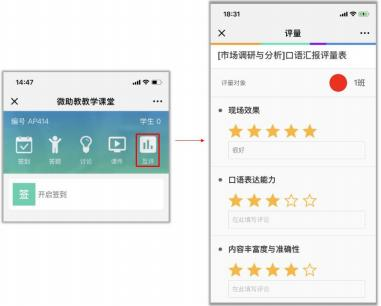 14:47
微助教教学课堂
编号 AP414
学生 0
签到
答题
讨论
课件
互评
签
开启签到
18:31
评量
[市场调研与分析]口语汇报评量表
评量对象
1班
现场效果
很好
口语表达能力
在此填写评论
内容丰富度与准确性
在此填写评论